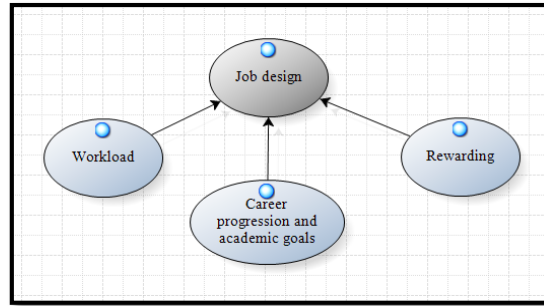 Job design
Workload
Rewarding
Career
progression and
academic goals